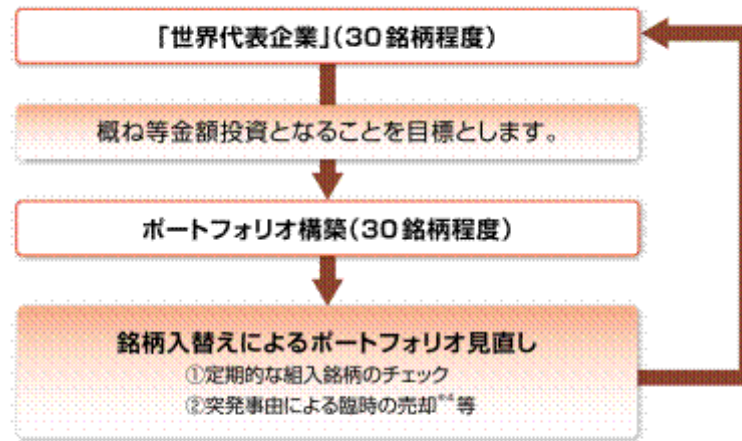 「世界代表企業」(30銘柄程度)
概ね等金額投資となることを目標とします。
ポートフォリオ構築(30銘柄程度)
銘柄入替えによるポートフォリオ見直し
①定期的な組入銘柄のチェック
②突発事由による臨時の売却※4等